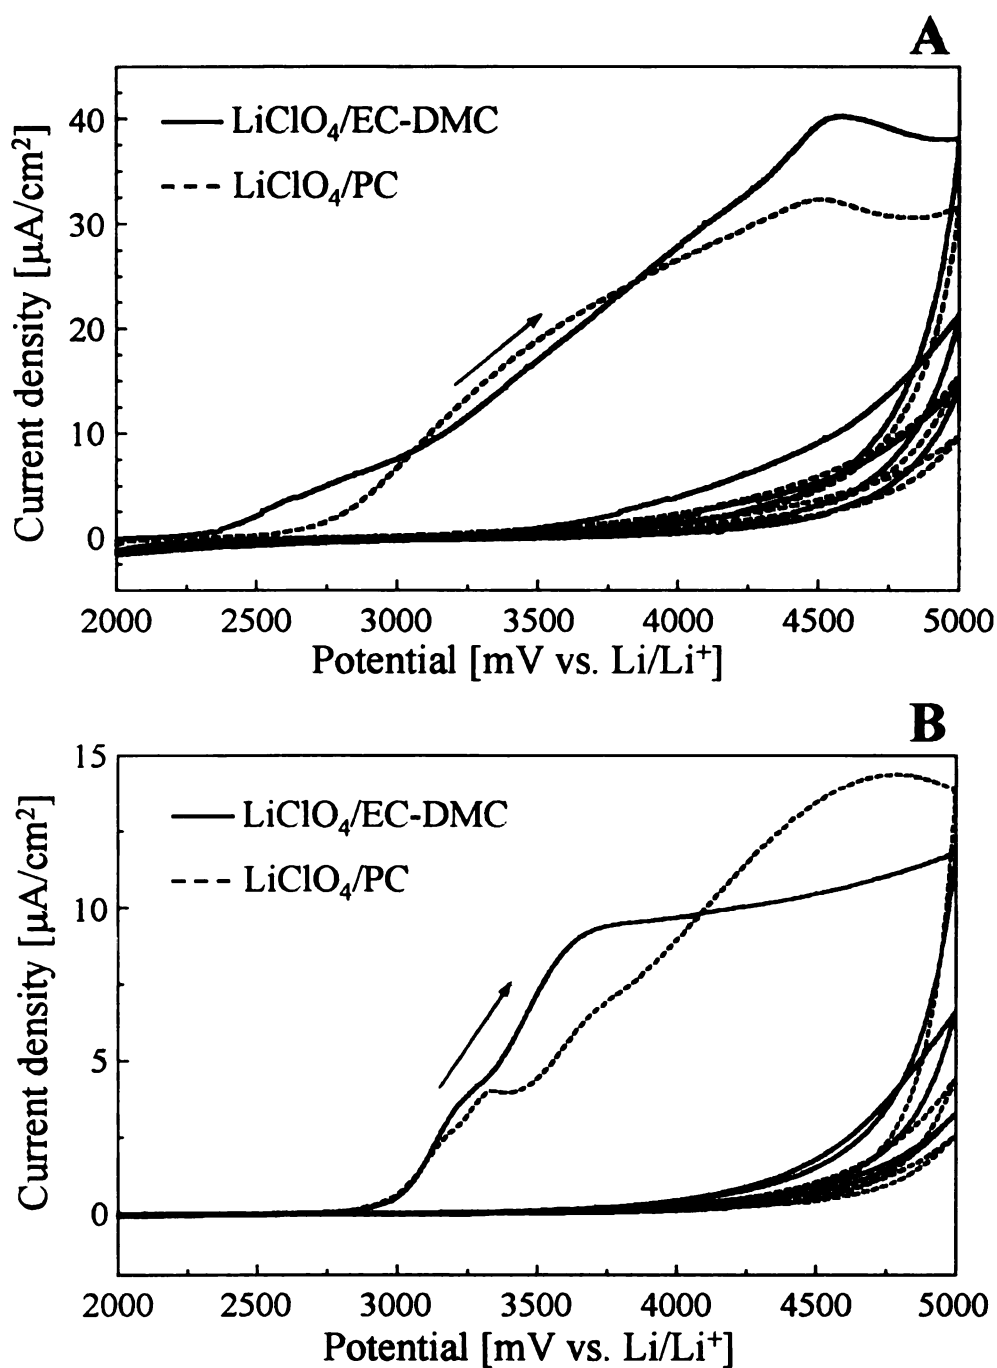 A
Current density [μA/cm²]
40
30
20
10
0
LiClO₄/EC-DMC
LiClO₄/PC
2000 2500 3000 3500 4000 4500 5000
Potential [mV vs. Li/Li⁺]
B
Current density [μA/cm²]
15
10
5
0
LiClO₄/EC-DMC
LiClO₄/PC
2000 2500 3000 3500 4000 4500 5000
Potential [mV vs. Li/Li⁺]